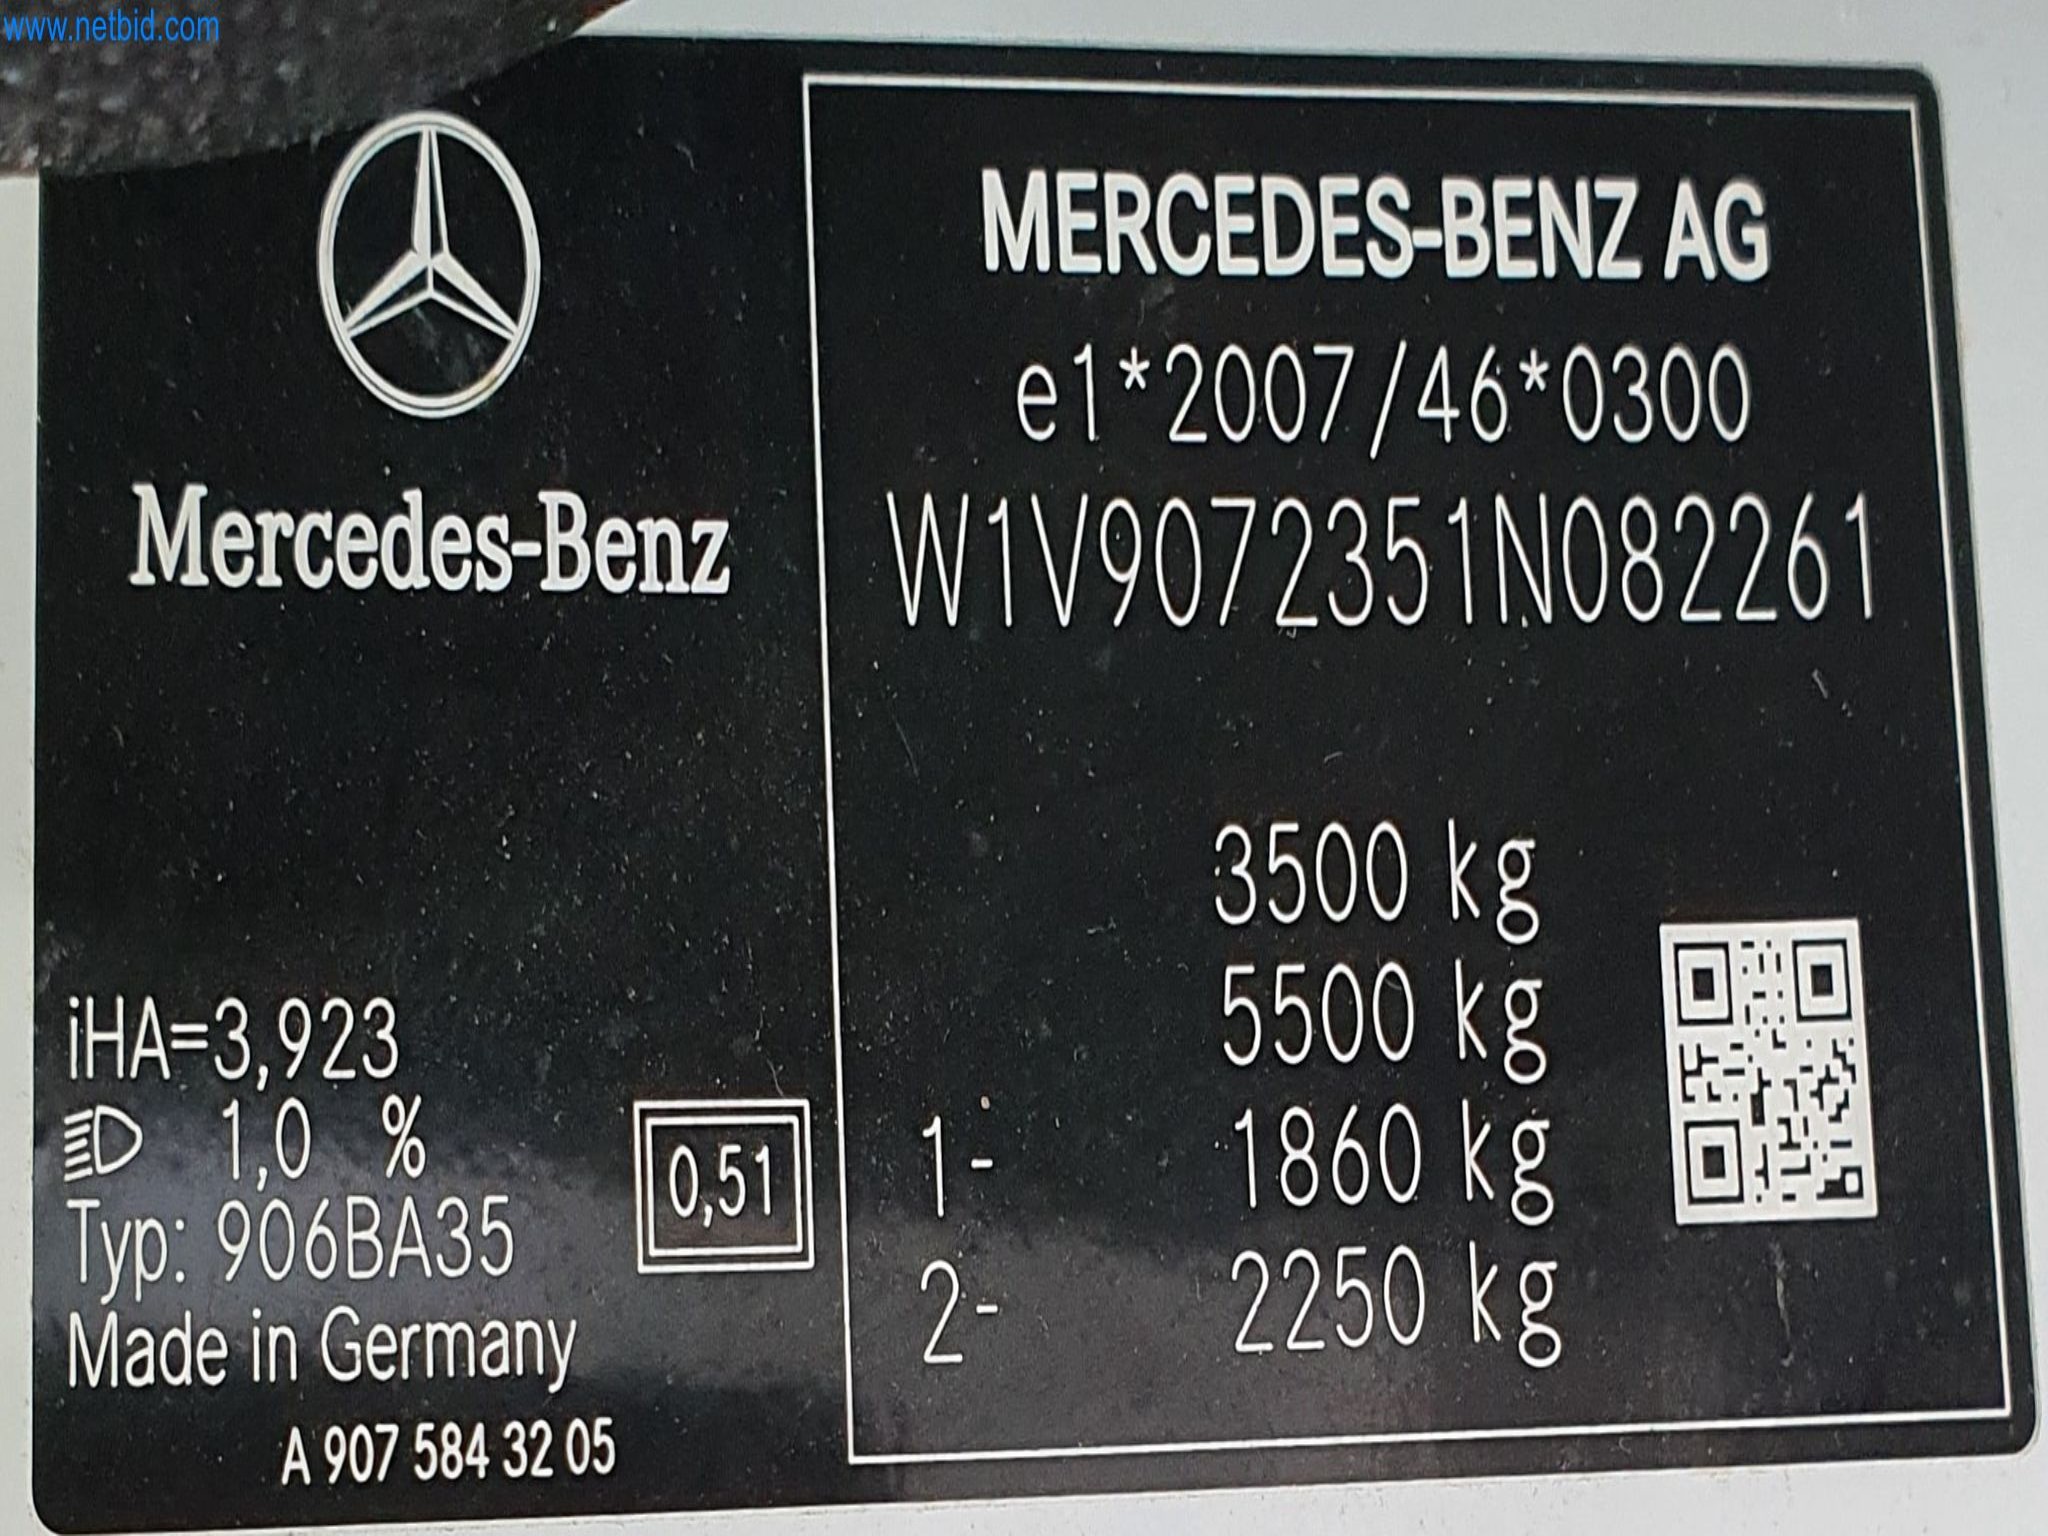 www.netbid.com
Mercedes-Benz
iHA=3,923
1,0 %
Typ: 906BA35
Made in Germany
A 907 584 32 05
0,51
MERCEDES-BENZ AG
e1*2007/46*0300
W1V9072351N082261
3500 kg
5500 kg
1- 1860 kg
2- 2250 kg